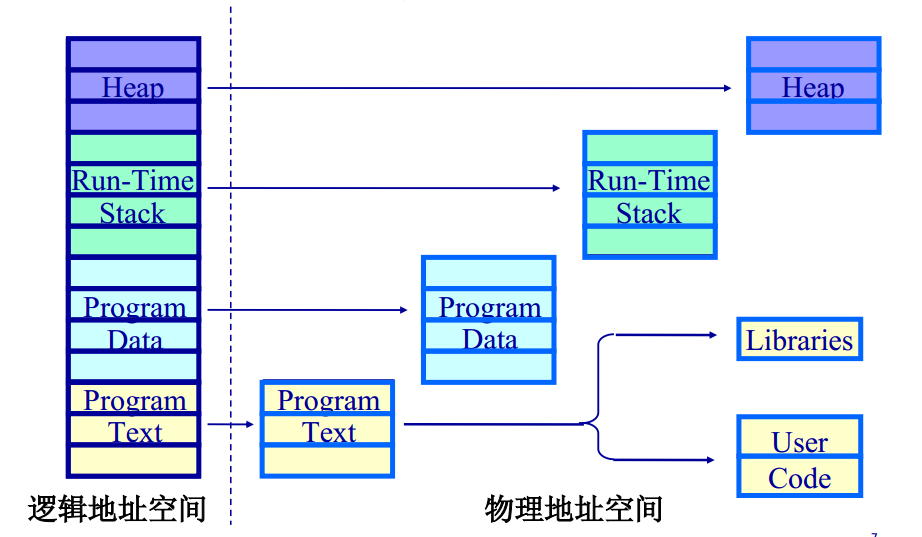 Heap
Heap
Run-Time
Stack
Run-Time
Stack
Program
Data
Program
Data
Libraries
Program
Text
Program
Text
User
Code
逻辑地址空间
物理地址空间